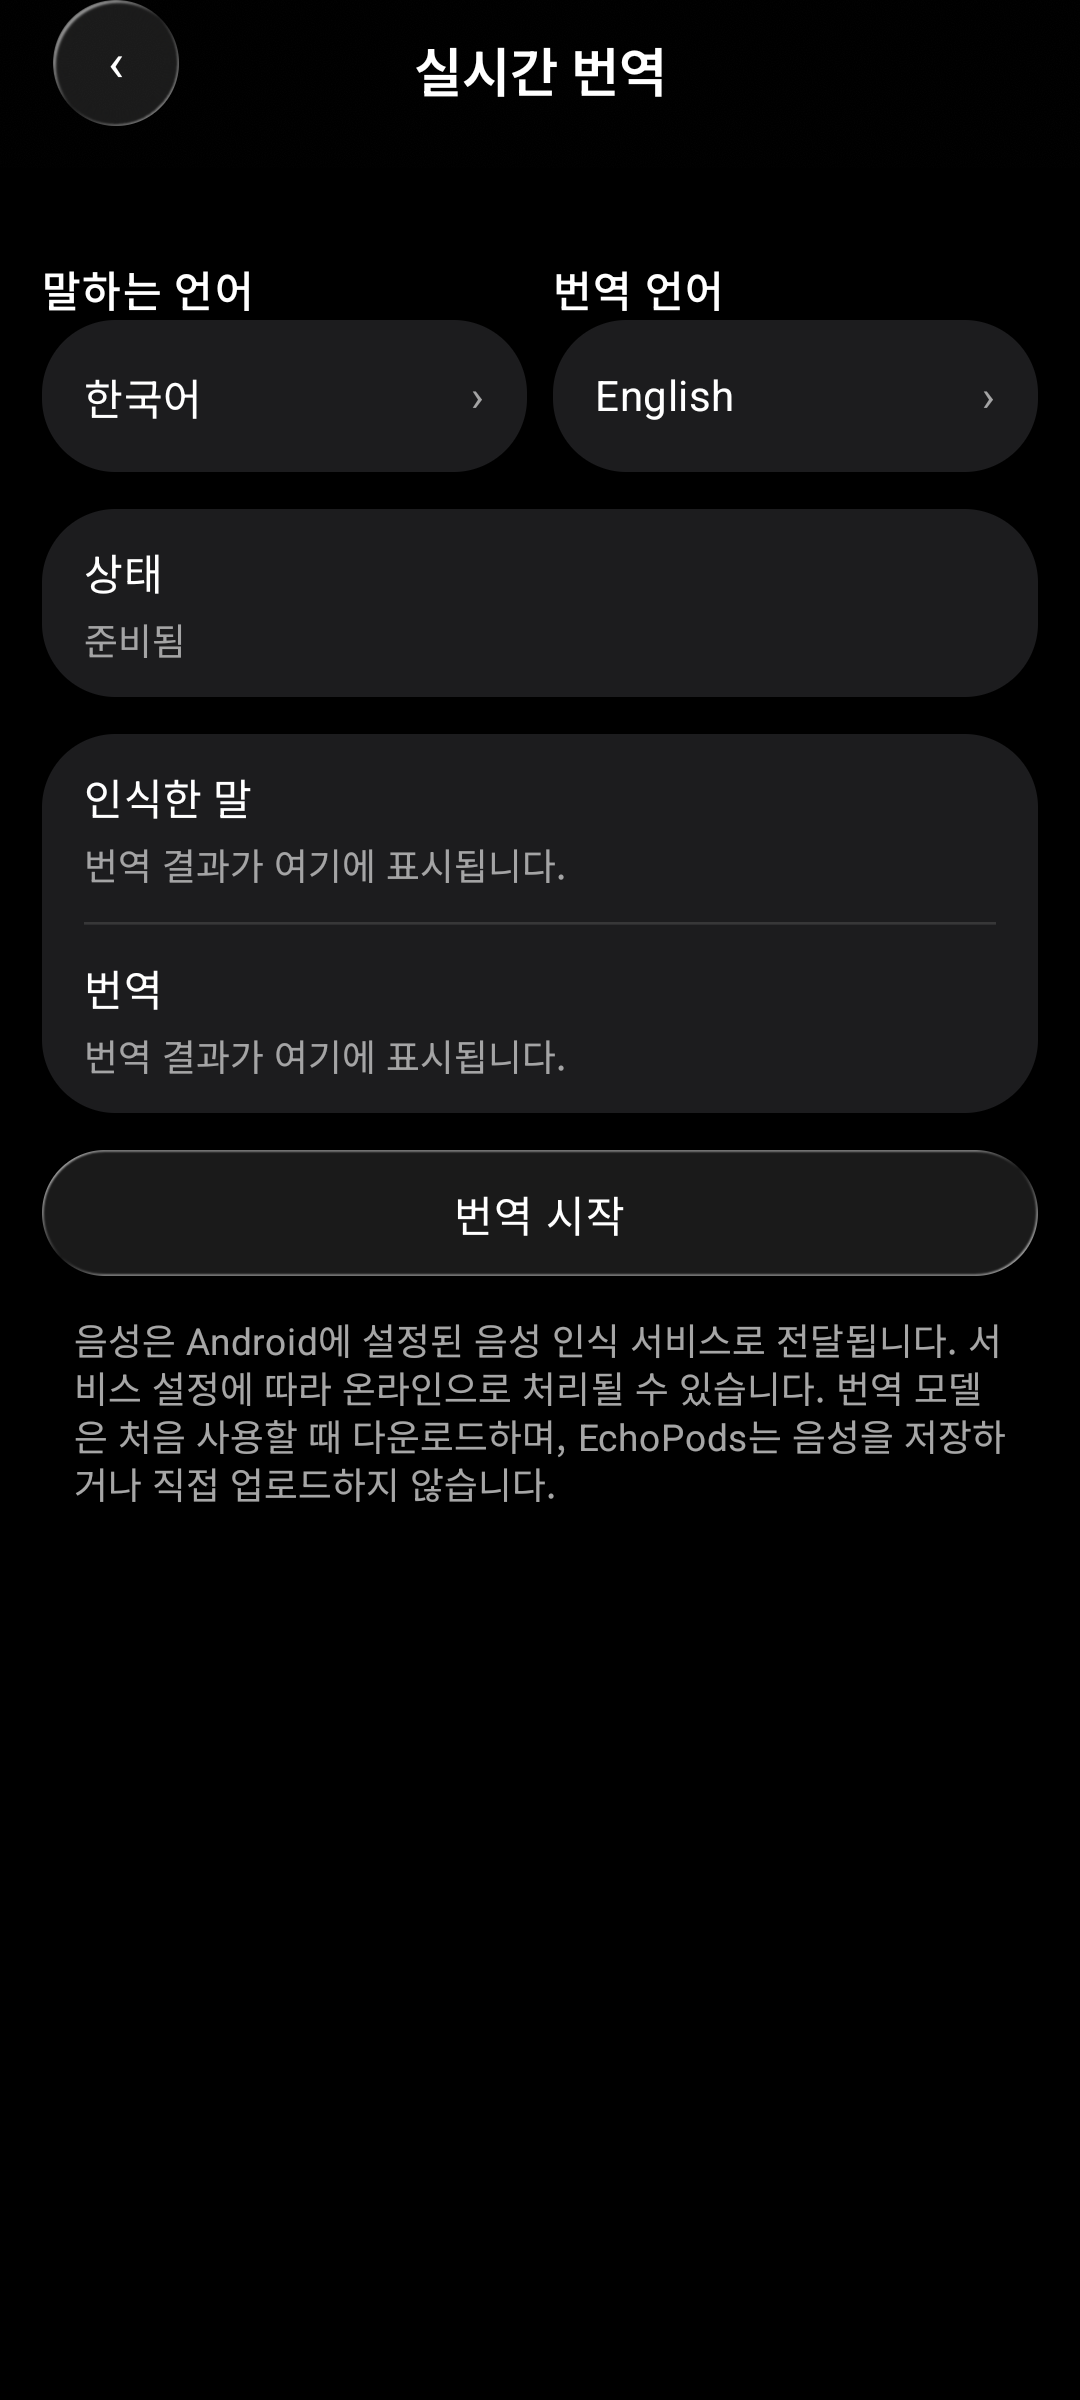 실시간 번역
말하는 언어
번역 언어
한국어
English
상태
준비됨
인식한 말
번역 결과가 여기에 표시됩니다.
번역
번역 결과가 여기에 표시됩니다.
번역 시작
음성은 Android에 설정된 음성 인식 서비스로 전달됩니다. 서
비스 설정에 따라 온라인으로 처리될 수 있습니다. 번역 모델
은 처음 사용할 때 다운로드하며, EchoPods는 음성을 저장하
거나 직접 업로드하지 않습니다.